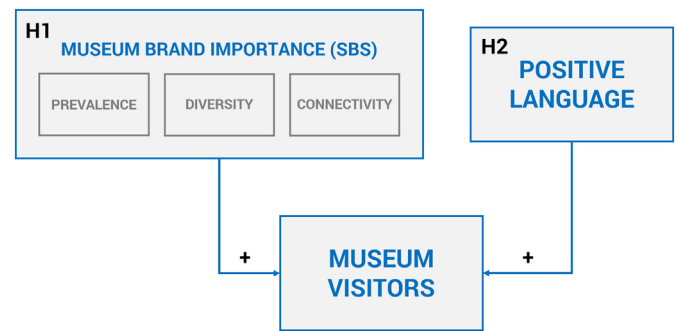 H1
MUSEUM BRAND IMPORTANCE (SBS)
PREVALENCE
DIVERSITY
CONNECTIVITY
H2
POSITIVE
LANGUAGE
+
+
MUSEUM
VISITORS